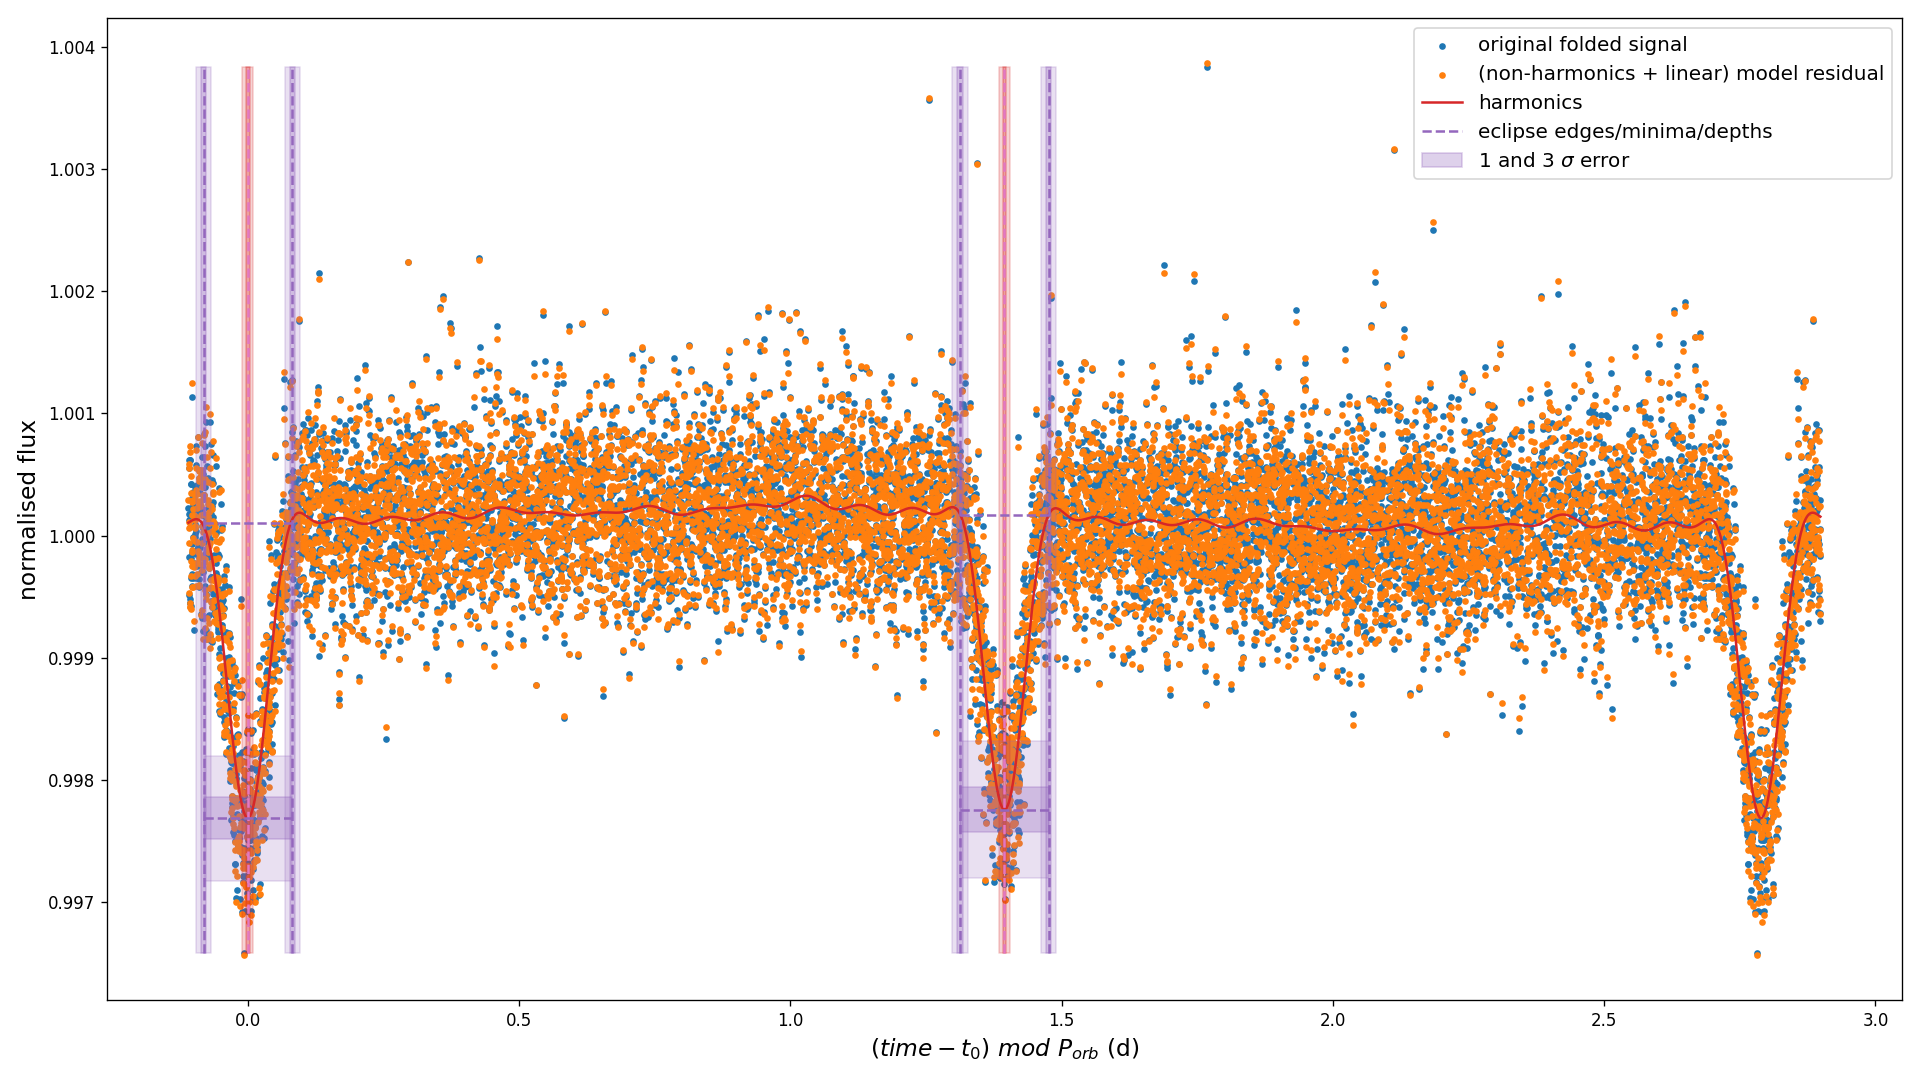 original folded signal
(non-harmonics + linear) model residual
harmonics
eclipse edges/minima/depths
1 and 3 σ error
normalised flux
1.004
1.003
1.002
1.001
1.000
0.999
0.998
0.997
0.0 0.5 1.0 1.5 2.0 2.5 3.0
(time − t₀) mod Pₒᵣb (d)